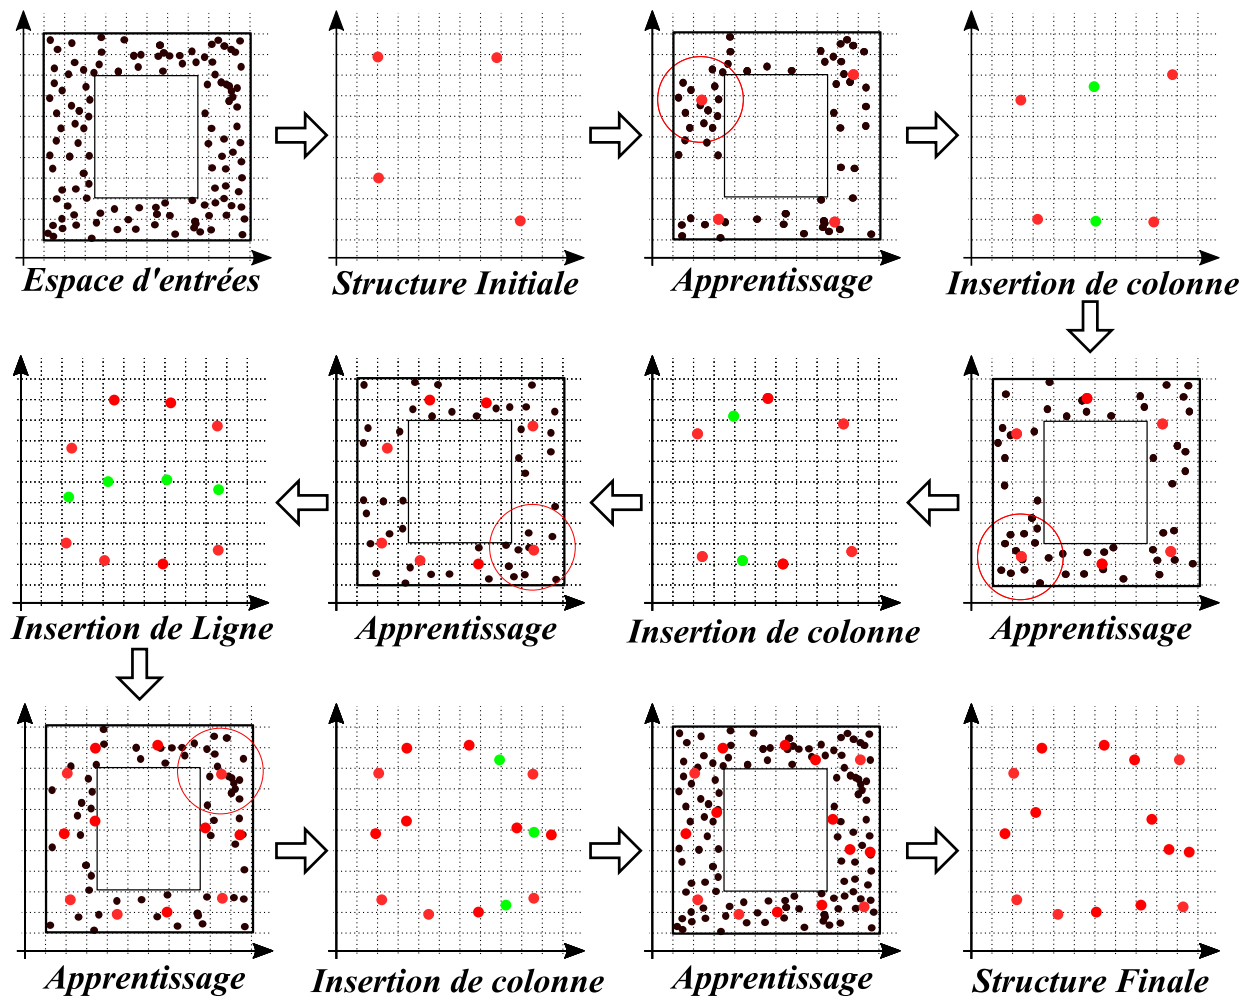 Espace d'entrées
Structure Initiale
Apprentissage
Insertion de colonne
Insertion de Ligne
Apprentissage
Insertion de colonne
Apprentissage
Apprentissage
Insertion de colonne
Apprentissage
Structure Finale